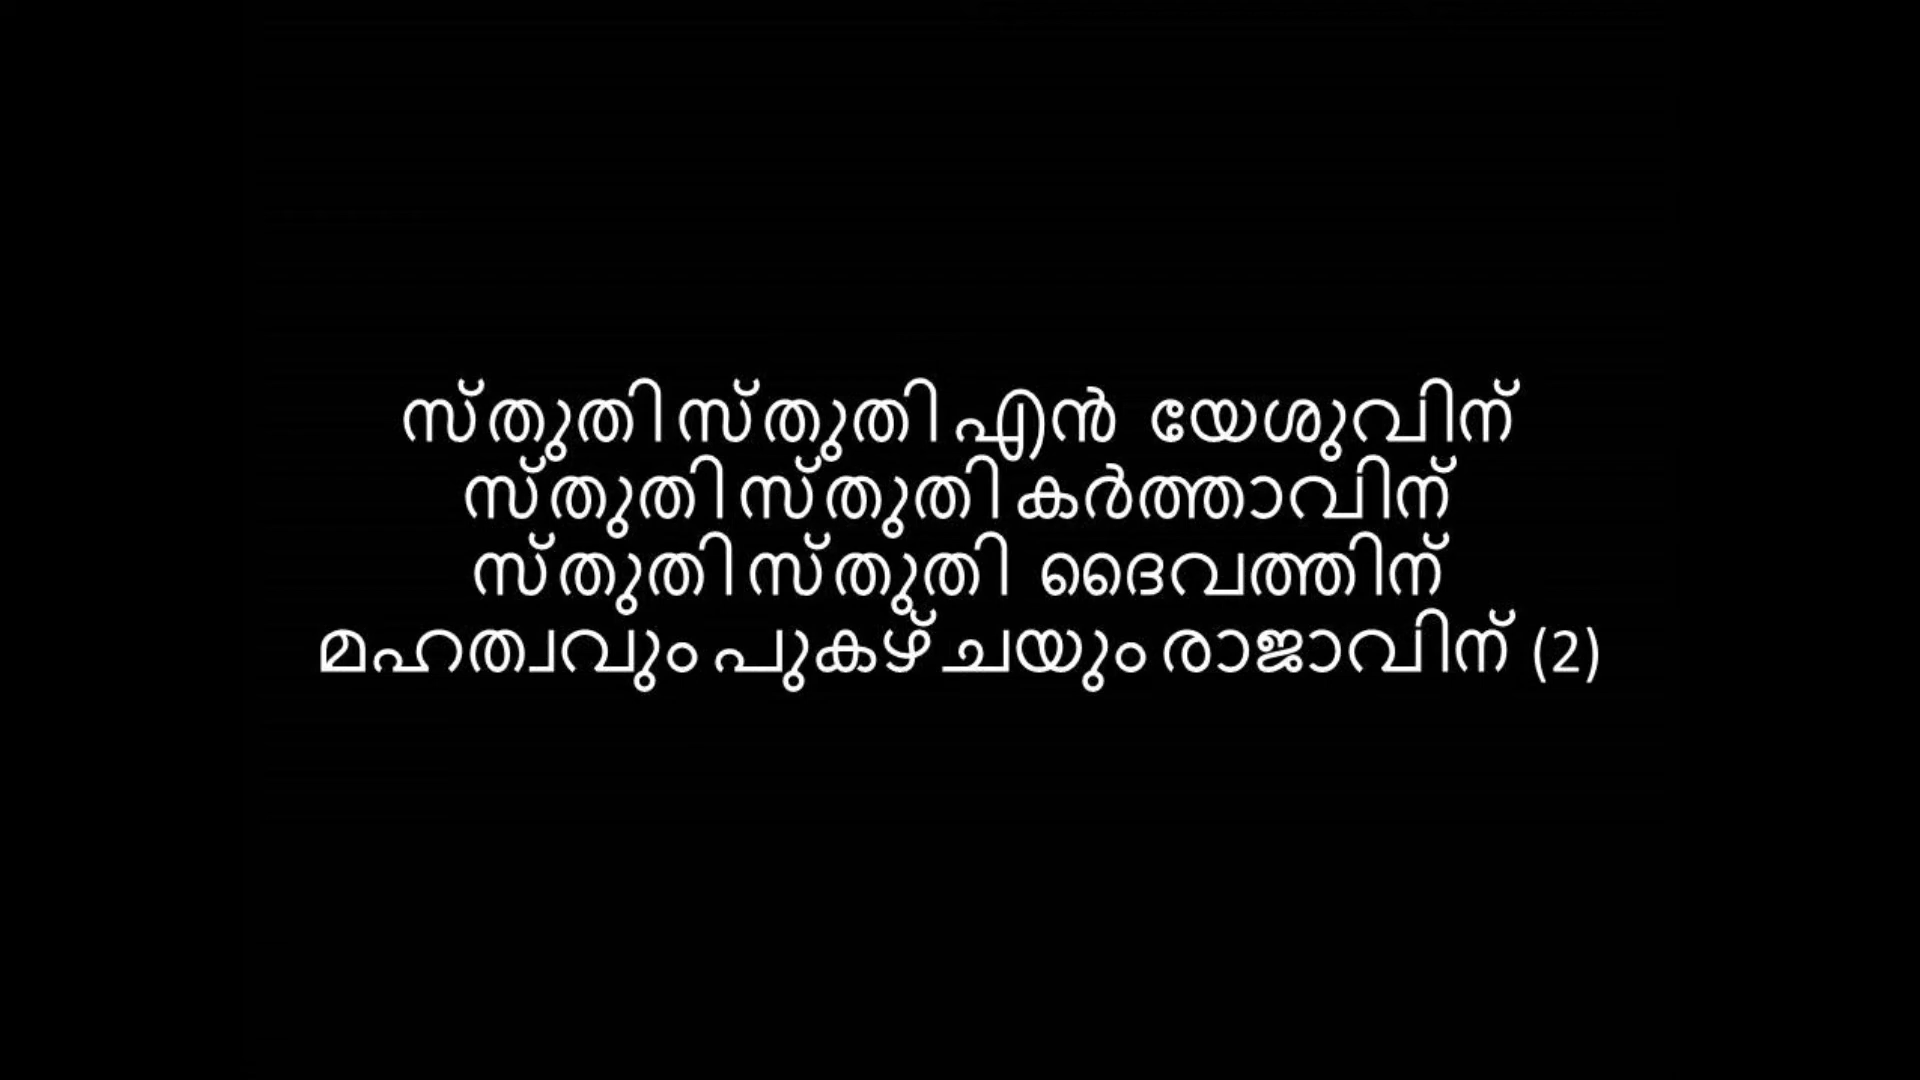 സ്തുതി സ്തുതി എൻ യേശുവിന്
സ്തുതി സ്തുതി കർത്താവിന്
സ്തുതി സ്തുതി ദൈവത്തിന്
മഹത്വവും പുകഴ്ചയും രാജാവിന് (2)